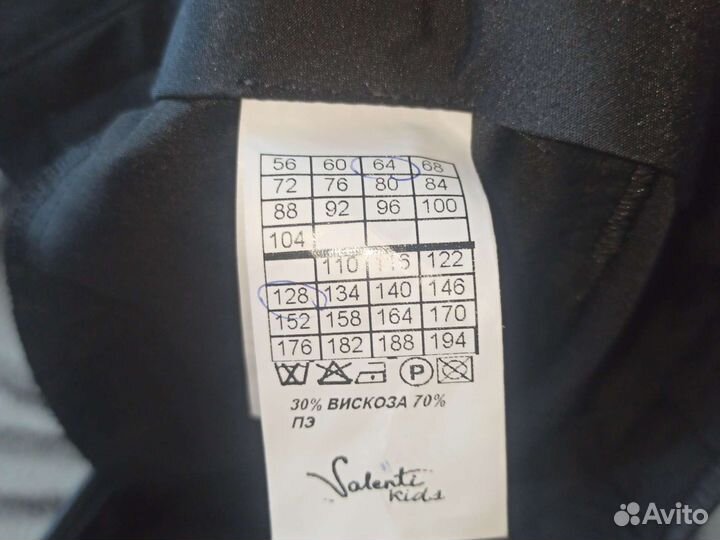 56 60 64 68
72 76 80 84
88 92 96 100
104
110 116 122
128 134 140 146
152 158 164 170
176 182 188 194
P
30% ВИСКОЗА 70%
ПЭ
Valenti
Kids
Avito